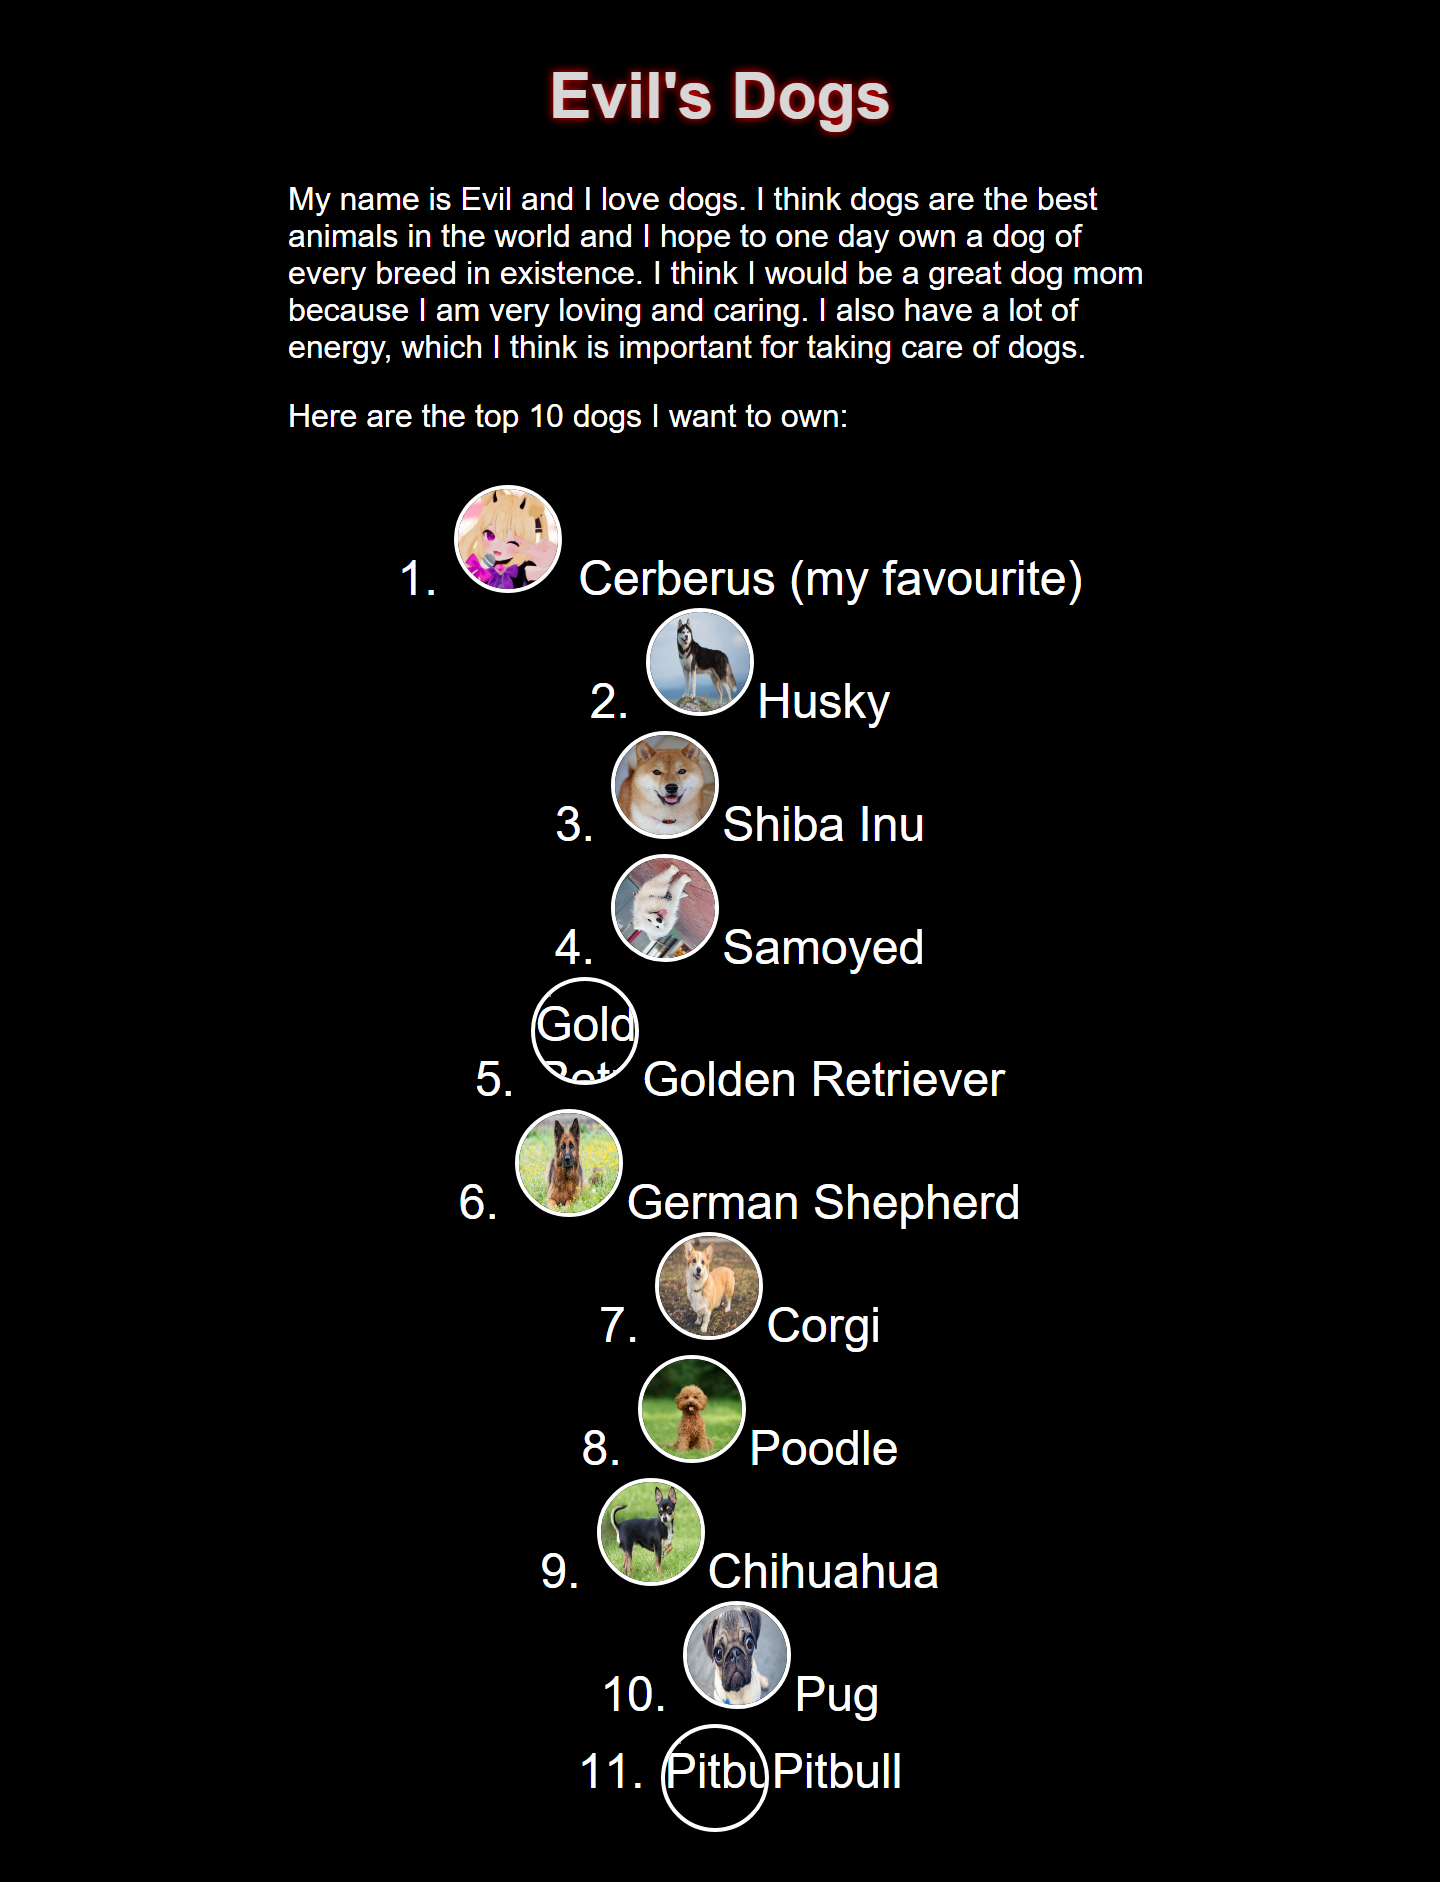 Evil's Dogs
My name is Evil and I love dogs. I think dogs are the best
animals in the world and I hope to one day own a dog of
every breed in existence. I think I would be a great dog mom
because I am very loving and caring. I also have a lot of
energy, which I think is important for taking care of dogs.
Here are the top 10 dogs I want to own:
1. Cerberus (my favourite)
2. Husky
3. Shiba Inu
4. Samoyed
Gold
5. Golden Retriever
6. German Shepherd
7. Corgi
8. Poodle
9. Chihuahua
10. Pug
11. Pitbu Pitbull